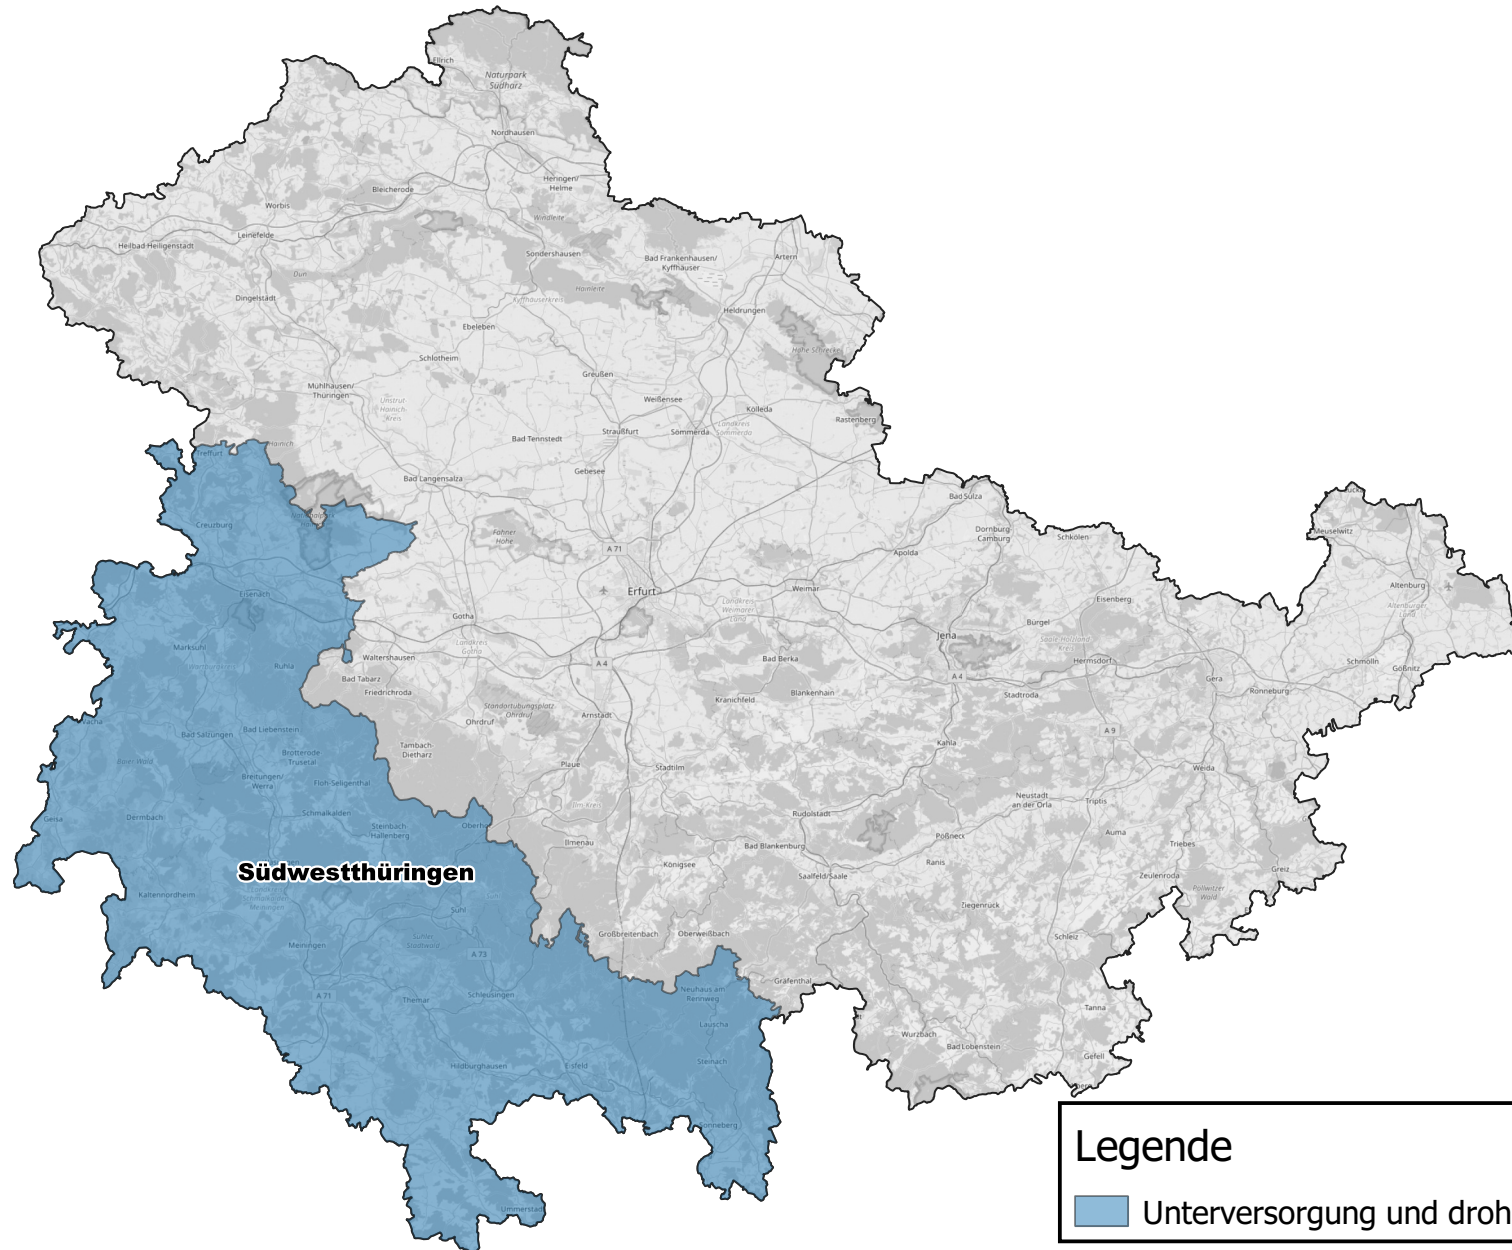 Ellrich
Naturpark
Südharz
Nordhausen
Heringen/
Helme
Bleicherode
Worbis
Windleite
Leinefelde
Heilbad Heiligenstadt
Sondershausen
Bad Frankenhausen/
Kyffhäuser
Artern
Dün
Hainleite
Dingelstädt
Kyffhäuserkreis
Heldrungen
Ebeleben
Hohe Schrecke
Schlotheim
Greußen
Mühlhausen/
Thüringen
Unstrut-
Hainich-
Kreis
Weißensee
Kölleda
Rastenberg
Landkreis
Sömmerda
Straußfurt
Sömmerda
Bad Tennstedt
Hainich
Treffurt
Gebesee
Bad Langensalza
Bad Sulza
Creuzburg
Fahner
Höhe
Dornburg
Camburg
Schkölen
Meuselwitz
A 71
Apolda
Altenburg
Eisenach
Erfurt
Weimar
Eisenberg
Landkreis
Weimarer
Land
Altenburger
Land
Gotha
Bürgel
Jena
Saale-Holzland
Kreis
Landkreis
Gotha
Marksuhl
Waltershausen
A 4
Bad Berka
Hermsdorf
Schmölln
Gößnitz
Ruhla
Bad Tabarz
A 4
Gera
Friedrichroda
Kranichfeld
Blankenhain
Stadtroda
Ronneburg
Standortübungsplatz
Ohrdruf
Ohrdruf
Arnstadt
Bad Salzungen
Bad Liebenstein
A 9
Tambach-
Dietharz
Kahla
Brotterode
Trusetal
Plaue
Stadtilm
Weida
Breitungen/
Werra
Floh-Seligenthal
Neustadt
an der Orla
Triptis
Ilm-Kreis
Geisa
Dermbach
Schmalkalden
Rudolstadt
Steinbach-
Hallenberg
Oberh
Pößneck
Auma
Ilmenau
Bad Blankenburg
Triebes
Königsee
Ranis
Südwestthüringen
Saalfeld/Saale
Zeulenroda
Greiz
Kaltennordheim
Pöllwitzer
Wald
Ziegenrück
Suhl
Großbreitenbach
Oberweißbach
Schleiz
Meiningen
Suhler
Stadtwald
A 73
Gräfenthal
A 71
Themar
Schleusingen
Neuhaus am
Rennweg
Tanna
Lauscha
Wurzbach
Bad Lobenstein
Gefell
Steinach
Hildburghausen
Eisfeld
Sonneberg
Ummerstadt
Legende
Unterversorgung und droh